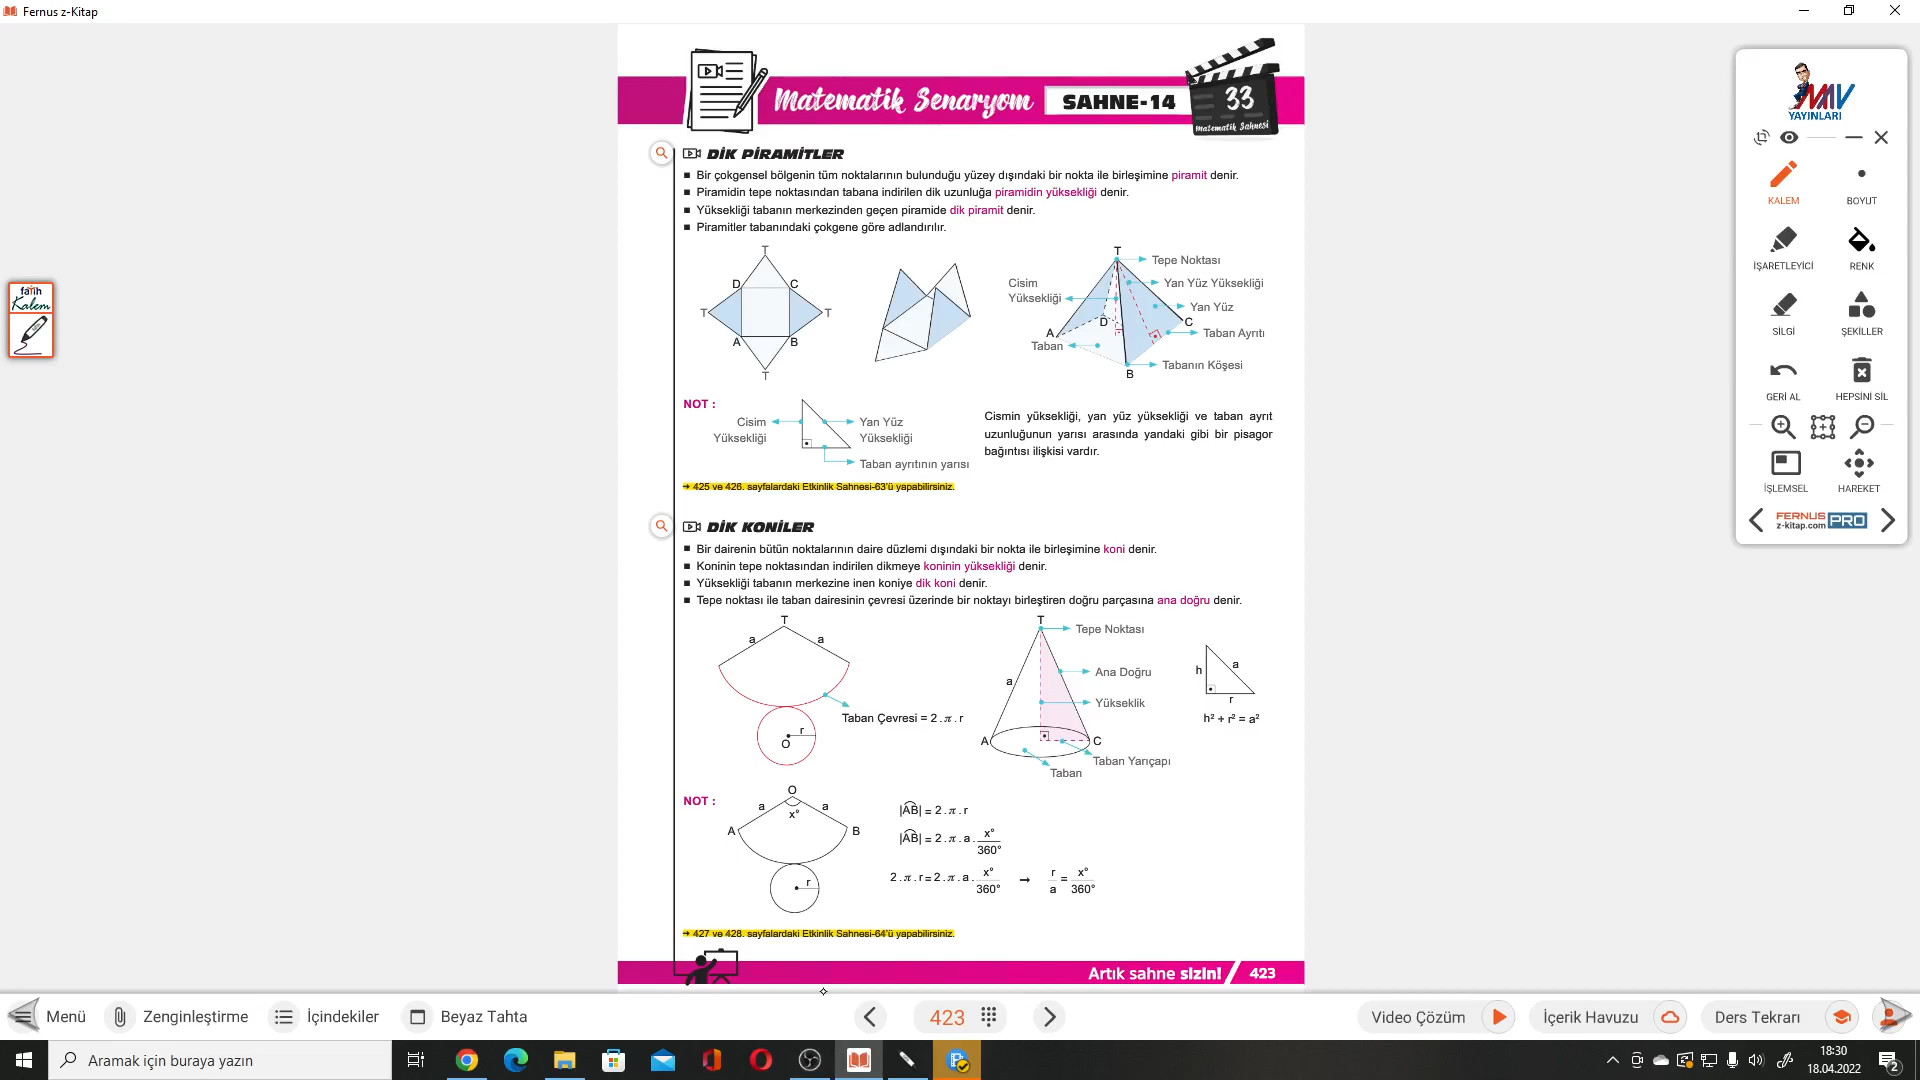 Fernus z-Kitap
Matematik Senaryom
SAHNE-14
33
Matematik Sahnesi
DİK PİRAMİTLER
Bir çokgensel bölgenin tüm noktalarının bulunduğu yüzey dışındaki bir nokta ile birleşimine piramit denir.
Piramidin tepe noktasından tabana indirilen dik uzunluğa piramidin yüksekliği denir.
Yüksekliği tabanın merkezinden geçen piramide dik piramit denir.
Piramitler tabanındaki çokgene göre adlandırılır.
T
D C
T T
A B
T
T
Tepe Noktası
Cisim
Yüksekliği
Yan Yüz Yüksekliği
Yan Yüz
D C
A
Taban Ayrıtı
Taban
Tabanın Köşesi
B
NOT :
Cisim
Yüksekliği
Yan Yüz
Yüksekliği
Taban ayrıtının yarısı
Cismin yüksekliği, yan yüz yüksekliği ve taban ayrıt
uzunluğunun yarısı arasında yandaki gibi bir pisagor
bağıntısı ilişkisi vardır.
→ 425 ve 426. sayfalardaki Etkinlik Sahnesi-63'ü yapabilirsiniz.
DİK KONİLER
Bir dairenin bütün noktalarının daire düzlemi dışındaki bir nokta ile birleşimine koni denir.
Koninin tepe noktasından indirilen dikmeye koninin yüksekliği denir.
Yüksekliği tabanın merkezine inen koniye dik koni denir.
Tepe noktası ile taban dairesinin çevresi üzerinde bir noktayı birleştiren doğru parçasına ana doğru denir.
T
a a
Taban Çevresi = 2 . π . r
r
O
T
Tepe Noktası
Ana Doğru
a
Yükseklik
A C
Taban Yarıçapı
Taban
h a
r
h² + r² = a²
NOT :
O
a a
x°
A B
r
|AB| = 2 . π . r
|AB| = 2 . π . a . x°/360°
2 . π . r = 2 . π . a . x°/360° → r/a = x°/360°
→ 427 ve 428. sayfalardaki Etkinlik Sahnesi-64'ü yapabilirsiniz.
Artık sahne sizin! 423
fatih
Kalem
MAV
YAYINLARI
KALEM BOYUT
İŞARETLEYİCİ RENK
SİLGİ ŞEKİLLER
GERİ AL HEPSİNİ SİL
İŞLEMSEL HAREKET
FERNUS
z-kitap.com PRO
Menü Zenginleştirme İçindekiler Beyaz Tahta 423 Video Çözüm İçerik Havuzu Ders Tekrarı
Aramak için buraya yazın
18:30
18.04.2022
2